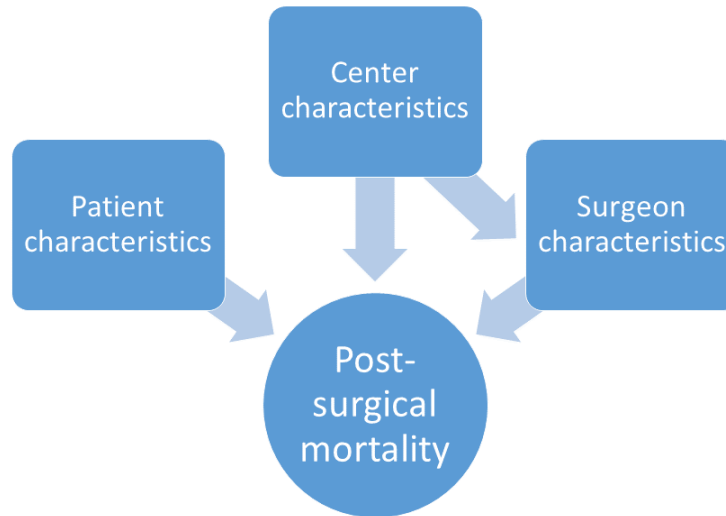 Center
characteristics
Patient
characteristics
Surgeon
characteristics
Post-
surgical
mortality